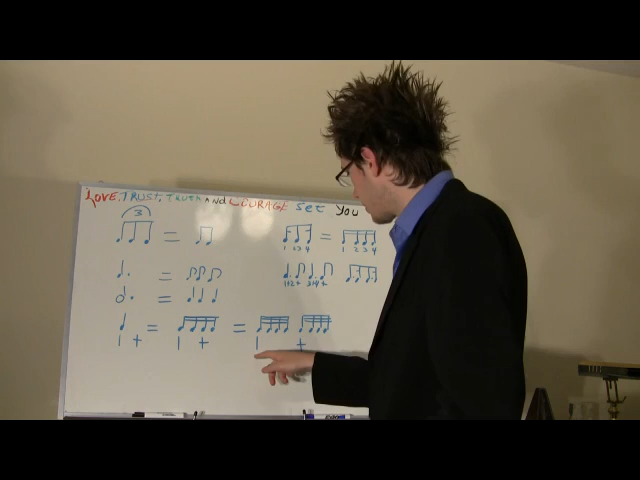 LOVE, TRUST, TRUTH AND COURAGE Set You
3
= =
1 2 3 4 1 2 3 4
=
1 + 2 + 3 + 4 +
=
= =
1 + 1 + 1 +